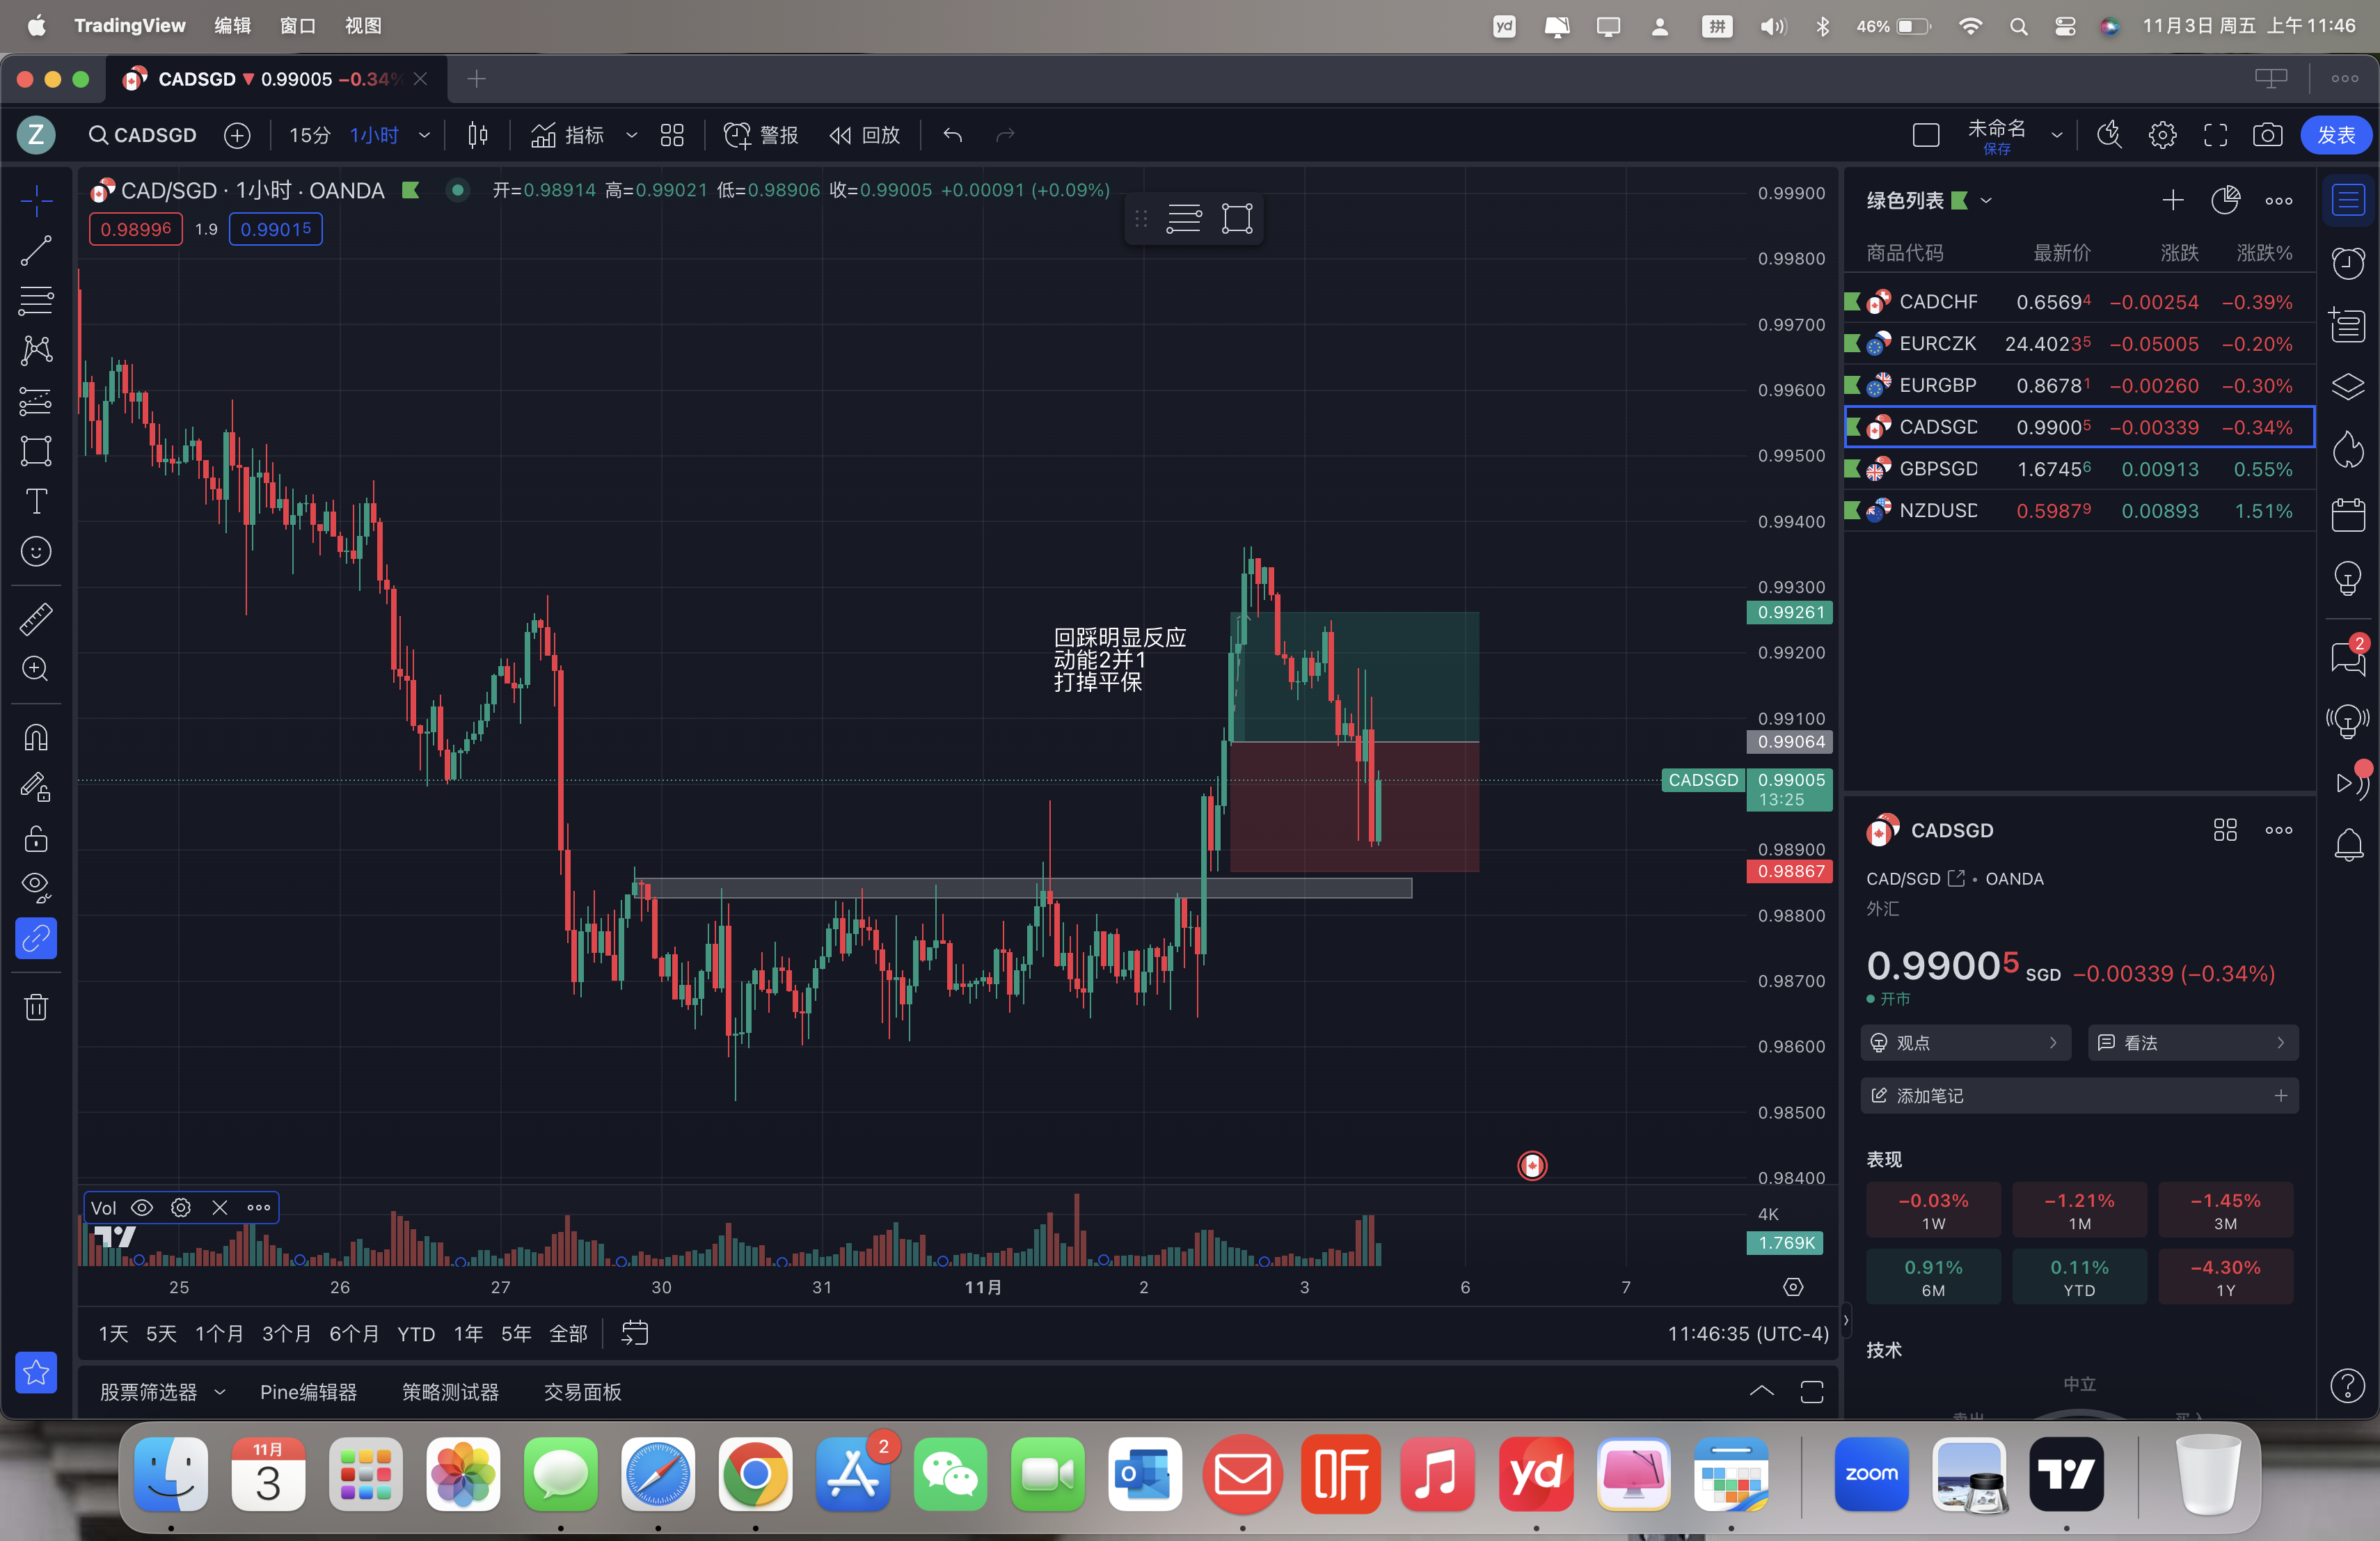 TradingView 编辑 窗口 视图
yd 拼 46% 11月3日 周五 上午 11:46
CADSGD ▼ 0.99005 −0.34%
Z CADSGD 15分 1小时 指标 警报 回放 未命名 发表
保存
CAD/SGD · 1小时 · OANDA 开=0.98914 高=0.99021 低=0.98906 收=0.99005 +0.00091 (+0.09%)
0.98996 1.9 0.99015
0.99900
0.99800
0.99700
0.99600
0.99500
0.99400
0.99300
0.99261
0.99200
0.99100
0.99064
CADSGD 0.99005
13:25
0.98900
0.98867
0.98800
0.98700
0.98600
0.98500
0.98400
回踩明显反应
动能2并1
打掉平保
Vol
4K
1.769K
25 26 27 30 31 11月 2 3 6 7
1天 5天 1个月 3个月 6个月 YTD 1年 5年 全部 11:46:35 (UTC-4)
股票筛选器 Pine编辑器 策略测试器 交易面板
绿色列表
商品代码 最新价 涨跌 涨跌%
CADCHF 0.65694 −0.00254 −0.39%
EURCZK 24.40235 −0.05005 −0.20%
EURGBP 0.86781 −0.00260 −0.30%
CADSGD 0.99005 −0.00339 −0.34%
GBPSGD 1.67456 0.00913 0.55%
NZDUSD 0.59879 0.00893 1.51%
2
CADSGD
CAD/SGD • OANDA
外汇
0.99005 SGD −0.00339 (−0.34%)
开市
观点 看法
添加笔记
表现
−0.03% −1.21% −1.45%
1W 1M 3M
0.91% 0.11% −4.30%
6M YTD 1Y
技术
中立
卖出 买入
11月
3
2
听
yd
zoom